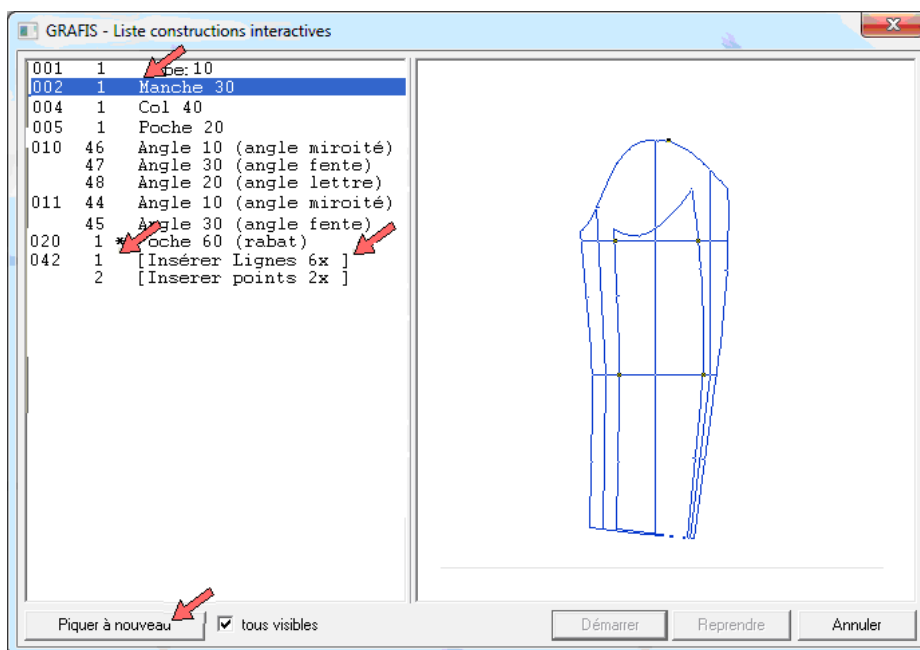 GRAFIS - Liste constructions interactives
001 1 pe: 10
002 1 Manche 30
004 1 Col 40
005 1 Poche 20
010 46 Angle 10 (angle miroité)
47 Angle 30 (angle fente)
48 Angle 20 (angle lettre)
011 44 Angle 10 (angle miroité)
45 Angle 30 (angle fente)
020 1 * Poche 60 (rabat)
042 1 [Insérer Lignes 6x ]
2 [Inserer points 2x ]
Piquer à nouveau
tous visibles
Démarrer
Reprendre
Annuler